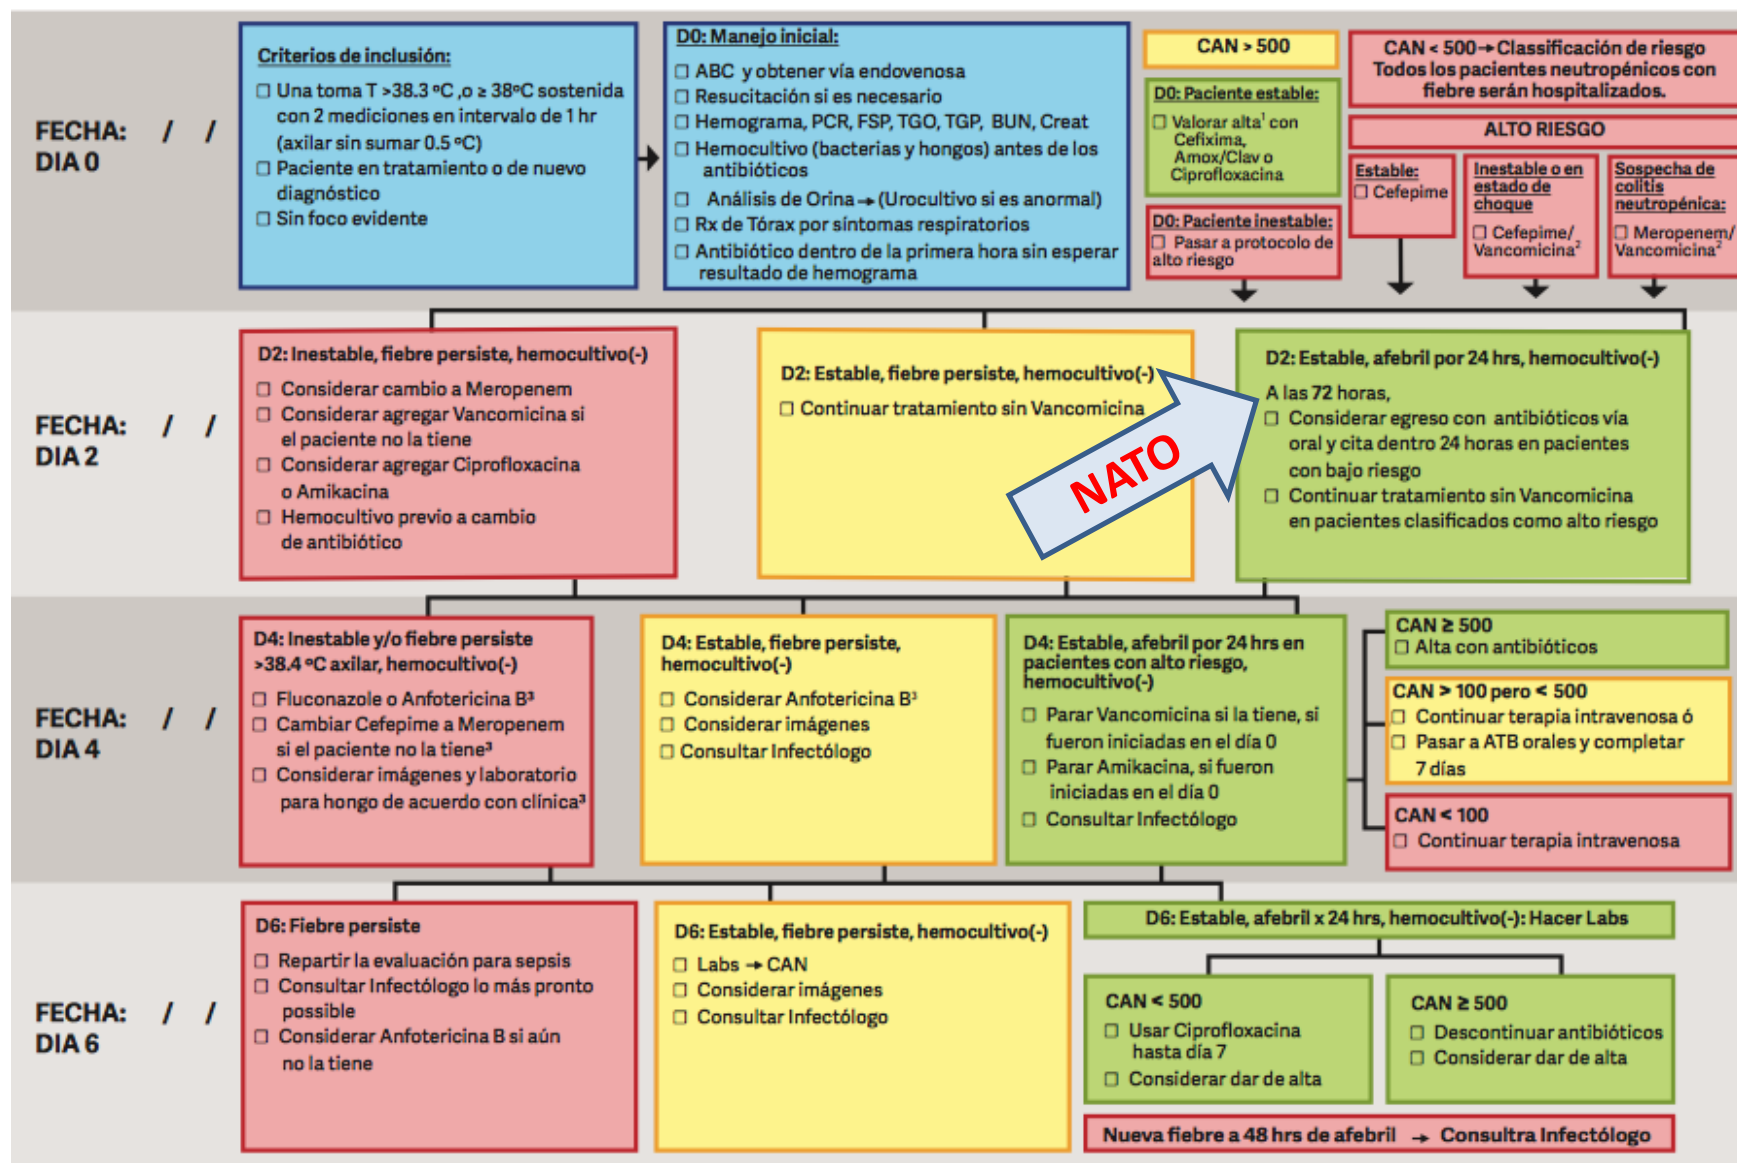 FECHA: / /
DIA 0
Criterios de inclusión:
☐ Una toma T >38.3 ºC ,o ≥ 38ºC sostenida
con 2 mediciones en intervalo de 1 hr
(axilar sin sumar 0.5 ºC)
☐ Paciente en tratamiento o de nuevo
diagnóstico
☐ Sin foco evidente
D0: Manejo inicial:
☐ ABC y obtener vía endovenosa
☐ Resucitación si es necesario
☐ Hemograma, PCR, FSP, TGO, TGP, BUN, Creat
☐ Hemocultivo (bacterias y hongos) antes de los
antibióticos
☐ Análisis de Orina → (Urocultivo si es anormal)
☐ Rx de Tórax por síntomas respiratorios
☐ Antibiótico dentro de la primera hora sin esperar
resultado de hemograma
CAN > 500
D0: Paciente estable:
☐ Valorar alta¹ con
Cefixima,
Amox/Clav o
Ciprofloxacina
D0: Paciente inestable:
☐ Pasar a protocolo de
alto riesgo
CAN < 500→Classificación de riesgo
Todos los pacientes neutropénicos con
fiebre serán hospitalizados.
ALTO RIESGO
Estable:
☐ Cefepime
Inestable o en
estado de
choque
☐ Cefepime/
Vancomicina²
Sospecha de
colitis
neutropénica:
☐ Meropenem/
Vancomicina²
FECHA: / /
DIA 2
D2: Inestable, fiebre persiste, hemocultivo(-)
☐ Considerar cambio a Meropenem
☐ Considerar agregar Vancomicina si
el paciente no la tiene
☐ Considerar agregar Ciprofloxacina
o Amikacina
☐ Hemocultivo previo a cambio
de antibiótico
D2: Estable, fiebre persiste, hemocultivo(-)
☐ Continuar tratamiento sin Vancomicina
NATO
D2: Estable, afebril por 24 hrs, hemocultivo(-)
A las 72 horas,
☐ Considerar egreso con antibióticos vía
oral y cita dentro 24 horas en pacientes
con bajo riesgo
☐ Continuar tratamiento sin Vancomicina
en pacientes clasificados como alto riesgo
FECHA: / /
DIA 4
D4: Inestable y/o fiebre persiste
>38.4 ºC axilar, hemocultivo(-)
☐ Fluconazole o Anfotericina B³
☐ Cambiar Cefepime a Meropenem
si el paciente no la tiene³
☐ Considerar imágenes y laboratorio
para hongo de acuerdo con clínica³
D4: Estable, fiebre persiste,
hemocultivo(-)
☐ Considerar Anfotericina B³
☐ Considerar imágenes
☐ Consultar Infectólogo
D4: Estable, afebril por 24 hrs en
pacientes con alto riesgo,
hemocultivo(-)
☐ Parar Vancomicina si la tiene, si
fueron iniciadas en el día 0
☐ Parar Amikacina, si fueron
iniciadas en el día 0
☐ Consultar Infectólogo
CAN ≥ 500
☐ Alta con antibióticos
CAN > 100 pero < 500
☐ Continuar terapia intravenosa ó
☐ Pasar a ATB orales y completar
7 días
CAN < 100
☐ Continuar terapia intravenosa
FECHA: / /
DIA 6
D6: Fiebre persiste
☐ Repartir la evaluación para sepsis
☐ Consultar Infectólogo lo más pronto
possible
☐ Considerar Anfotericina B si aún
no la tiene
D6: Estable, fiebre persiste, hemocultivo(-)
☐ Labs → CAN
☐ Considerar imágenes
☐ Consultar Infectólogo
D6: Estable, afebril x 24 hrs, hemocultivo(-): Hacer Labs
CAN < 500
☐ Usar Ciprofloxacina
hasta día 7
☐ Considerar dar de alta
CAN ≥ 500
☐ Descontinuar antibióticos
☐ Considerar dar de alta
Nueva fiebre a 48 hrs de afebril → Consultra Infectólogo